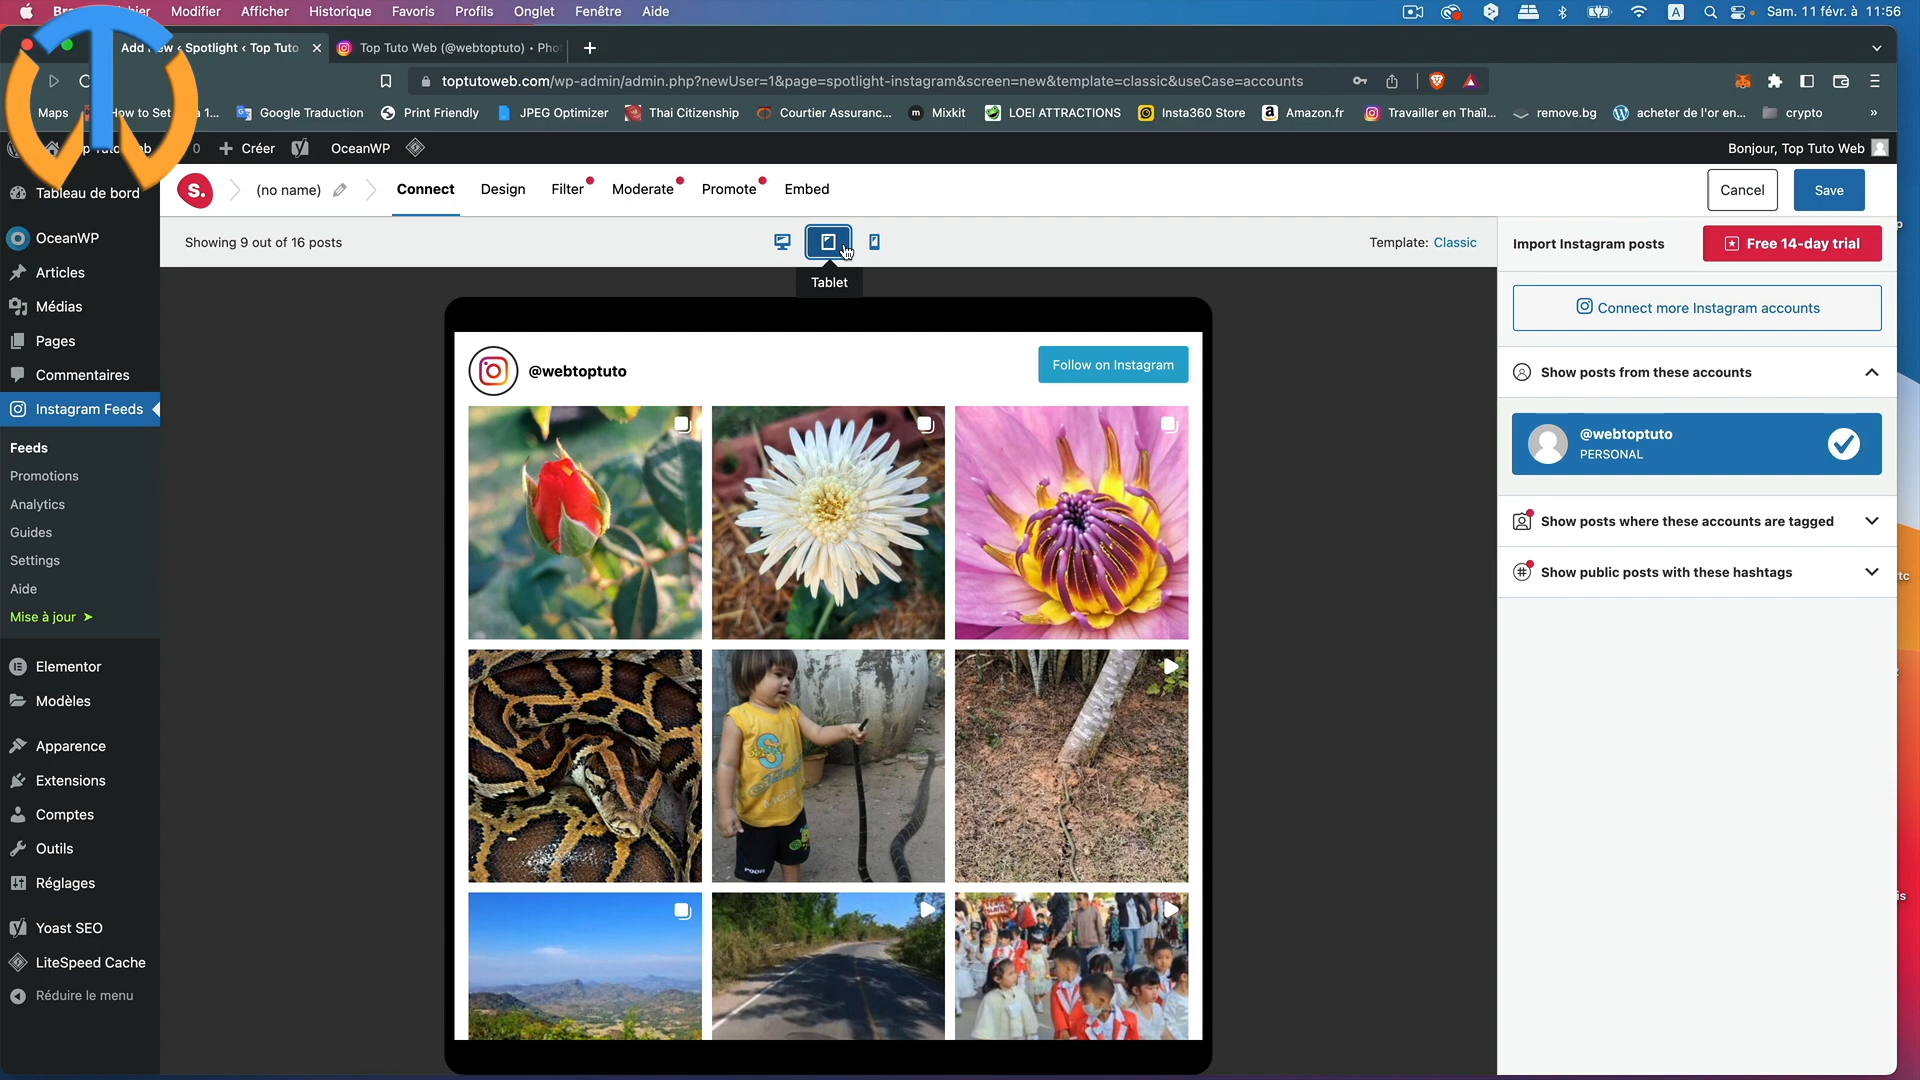 Modifier Afficher Historique Favoris Profils Onglet Fenêtre Aide
A Sam. 11 févr. à 11:56
Spotlight ‹ Top Tuto
Top Tuto Web (@webtoptuto) • Pho
toptutoweb.com/wp-admin/admin.php?newUser=1&page=spotlight-instagram&screen=new&template=classic&useCase=accounts
Maps
Google Traduction
Print Friendly
JPEG Optimizer
Thai Citizenship
Courtier Assuranc...
Mixkit
LOEI ATTRACTIONS
Insta360 Store
Amazon.fr
Travailler en Thaïl...
remove.bg
acheter de l'or en...
crypto
»
0
Créer
OceanWP
Bonjour, Top Tuto Web
Tableau de bord
OceanWP
Articles
Médias
Pages
Commentaires
Instagram Feeds
Feeds
Promotions
Analytics
Guides
Settings
Aide
Mise à jour ➤
Elementor
Modèles
Apparence
Extensions
Comptes
Outils
Réglages
Yoast SEO
LiteSpeed Cache
Réduire le menu
S.
(no name)
Connect
Design
Filter
Moderate
Promote
Embed
Cancel
Save
Showing 9 out of 16 posts
Tablet
Template: Classic
@webtoptuto
Follow on Instagram
Import Instagram posts
Free 14-day trial
Connect more Instagram accounts
Show posts from these accounts
@webtoptuto
PERSONAL
Show posts where these accounts are tagged
Show public posts with these hashtags